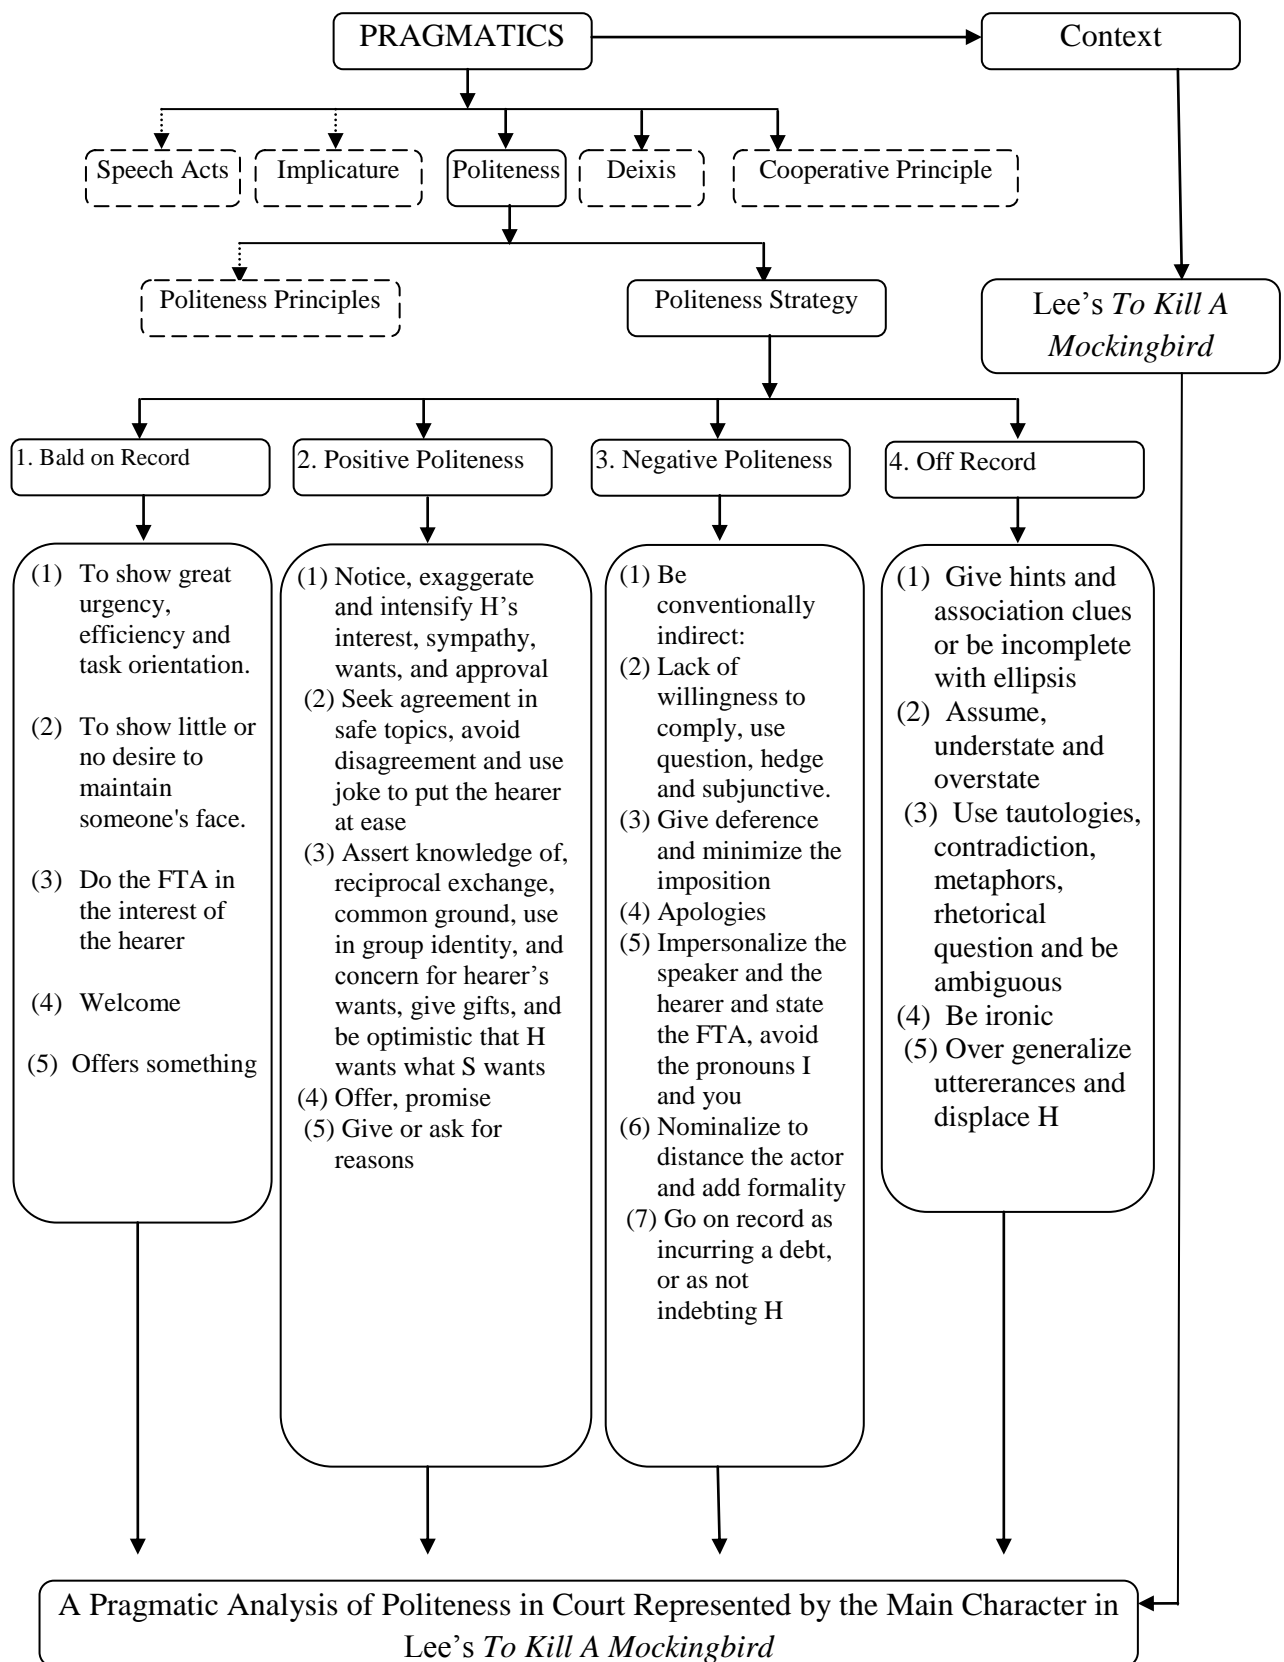 PRAGMATICS
Context
Speech Acts
Implicature
Politeness
Deixis
Cooperative Principle
Politeness Principles
Politeness Strategy
Lee’s To Kill A
Mockingbird
1. Bald on Record
2. Positive Politeness
3. Negative Politeness
4. Off Record
(1) To show great
urgency,
efficiency and
task orientation.
(2) To show little or
no desire to
maintain
someone's face.
(3) Do the FTA in
the interest of
the hearer
(4) Welcome
(5) Offers something
(1) Notice, exaggerate
and intensify H’s
interest, sympathy,
wants, and approval
(2) Seek agreement in
safe topics, avoid
disagreement and use
joke to put the hearer
at ease
(3) Assert knowledge of,
reciprocal exchange,
common ground, use
in group identity, and
concern for hearer’s
wants, give gifts, and
be optimistic that H
wants what S wants
(4) Offer, promise
(5) Give or ask for
reasons
(1) Be
conventionally
indirect:
(2) Lack of
willingness to
comply, use
question, hedge
and subjunctive.
(3) Give deference
and minimize the
imposition
(4) Apologies
(5) Impersonalize the
speaker and the
hearer and state
the FTA, avoid
the pronouns I
and you
(6) Nominalize to
distance the actor
and add formality
(7) Go on record as
incurring a debt,
or as not
indebting H
(1) Give hints and
association clues
or be incomplete
with ellipsis
(2) Assume,
understate and
overstate
(3) Use tautologies,
contradiction,
metaphors,
rhetorical
question and be
ambiguous
(4) Be ironic
(5) Over generalize
uttererances and
displace H
A Pragmatic Analysis of Politeness in Court Represented by the Main Character in
Lee’s To Kill A Mockingbird